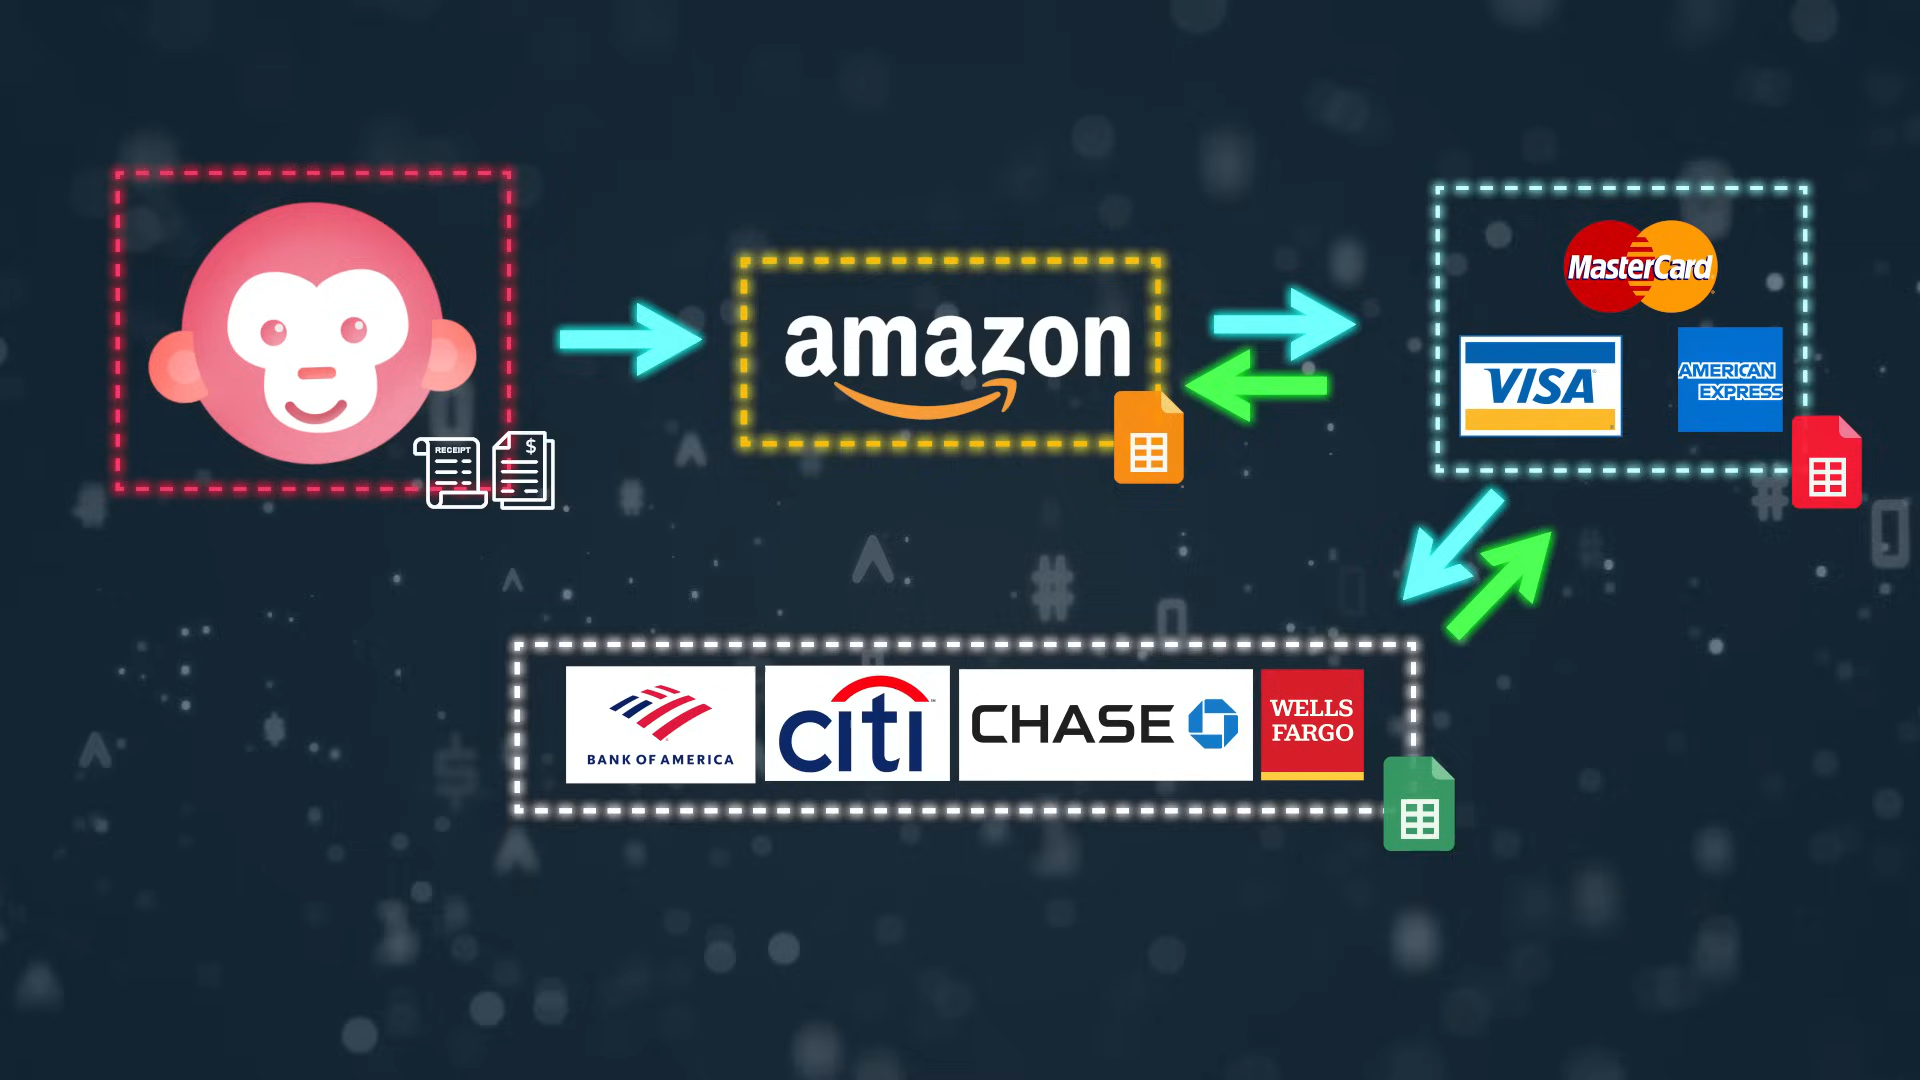 RECEIPT
$
amazon
MasterCard
VISA
AMERICAN
EXPRESS
BANK OF AMERICA
citi
CHASE
WELLS
FARGO